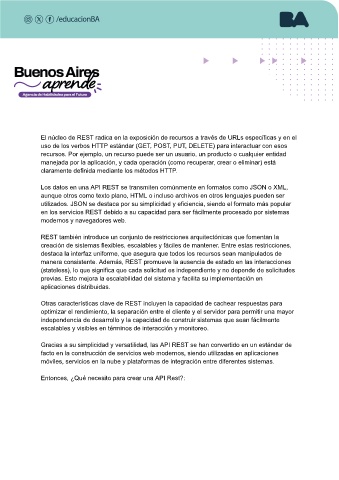 /educacionBA
BA
Buenos Aires
aprende
Agencia de Habilidades para el Futuro
El núcleo de REST radica en la exposición de recursos a través de URLs específicas y en el
uso de los verbos HTTP estándar (GET, POST, PUT, DELETE) para interactuar con esos
recursos. Por ejemplo, un recurso puede ser un usuario, un producto o cualquier entidad
manejada por la aplicación, y cada operación (como recuperar, crear o eliminar) está
claramente definida mediante los métodos HTTP.
Los datos en una API REST se transmiten comúnmente en formatos como JSON o XML,
aunque otros como texto plano, HTML o incluso archivos en otros lenguajes pueden ser
utilizados. JSON se destaca por su simplicidad y eficiencia, siendo el formato más popular
en los servicios REST debido a su capacidad para ser fácilmente procesado por sistemas
modernos y navegadores web.
REST también introduce un conjunto de restricciones arquitectónicas que fomentan la
creación de sistemas flexibles, escalables y fáciles de mantener. Entre estas restricciones,
destaca la interfaz uniforme, que asegura que todos los recursos sean manipulados de
manera consistente. Además, REST promueve la ausencia de estado en las interacciones
(stateless), lo que significa que cada solicitud es independiente y no depende de solicitudes
previas. Esto mejora la escalabilidad del sistema y facilita su implementación en
aplicaciones distribuidas.
Otras características clave de REST incluyen la capacidad de cachear respuestas para
optimizar el rendimiento, la separación entre el cliente y el servidor para permitir una mayor
independencia de desarrollo y la capacidad de construir sistemas que sean fácilmente
escalables y visibles en términos de interacción y monitoreo.
Gracias a su simplicidad y versatilidad, las API REST se han convertido en un estándar de
facto en la construcción de servicios web modernos, siendo utilizadas en aplicaciones
móviles, servicios en la nube y plataformas de integración entre diferentes sistemas.
Entonces, ¿Qué necesito para crear una API Rest?: